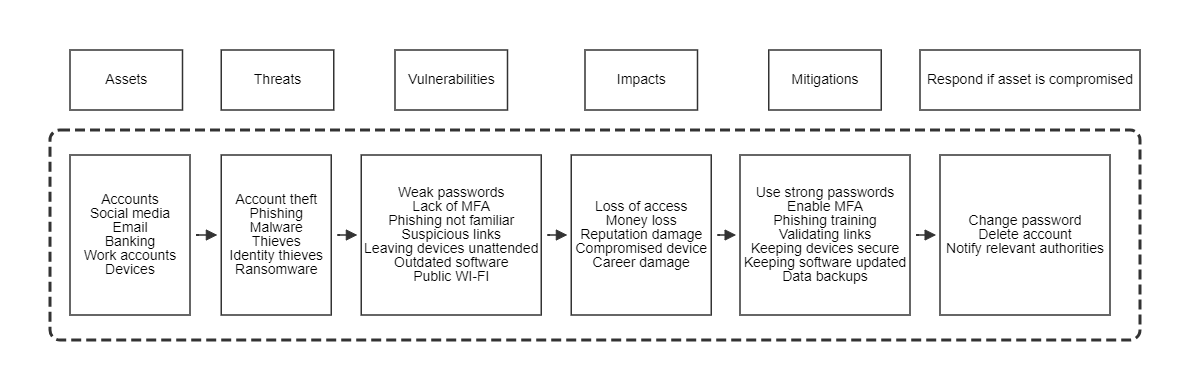 Assets
Threats
Vulnerabilities
Impacts
Mitigations
Respond if asset is compromised
Accounts
Social media
Email
Banking
Work accounts
Devices
Account theft
Phishing
Malware
Thieves
Identity thieves
Ransomware
Weak passwords
Lack of MFA
Phishing not familiar
Suspicious links
Leaving devices unattended
Outdated software
Public WI-FI
Loss of access
Money loss
Reputation damage
Compromised device
Career damage
Use strong passwords
Enable MFA
Phishing training
Validating links
Keeping devices secure
Keeping software updated
Data backups
Change password
Delete account
Notify relevant authorities